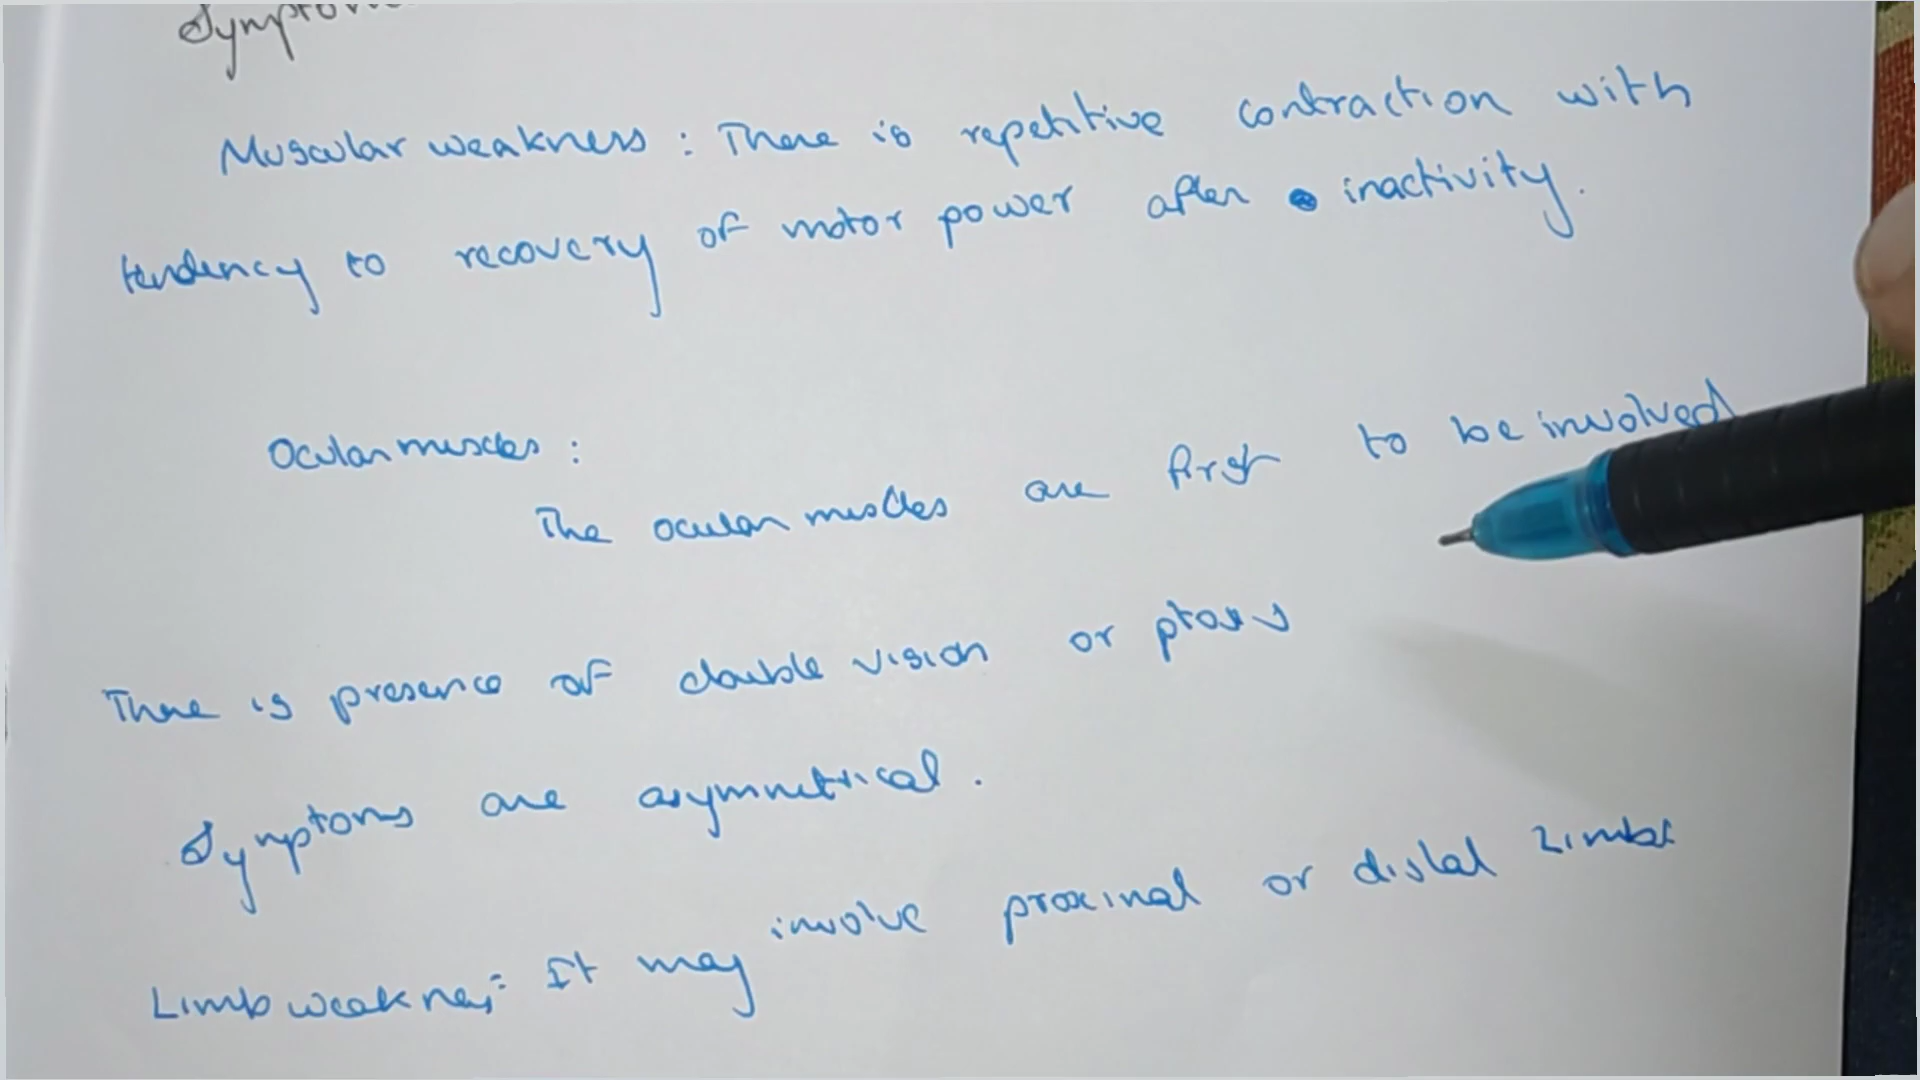 Symptoms
Muscular weakness : There is repetitive contraction with
tendency to recovery of motor power after inactivity.
Ocular muscles :
The ocular muscles are first to be involved
There is presence of double vision or ptosis
Symptoms are asymmetrical.
Limb weakness: It may involve proximal or distal Limbs